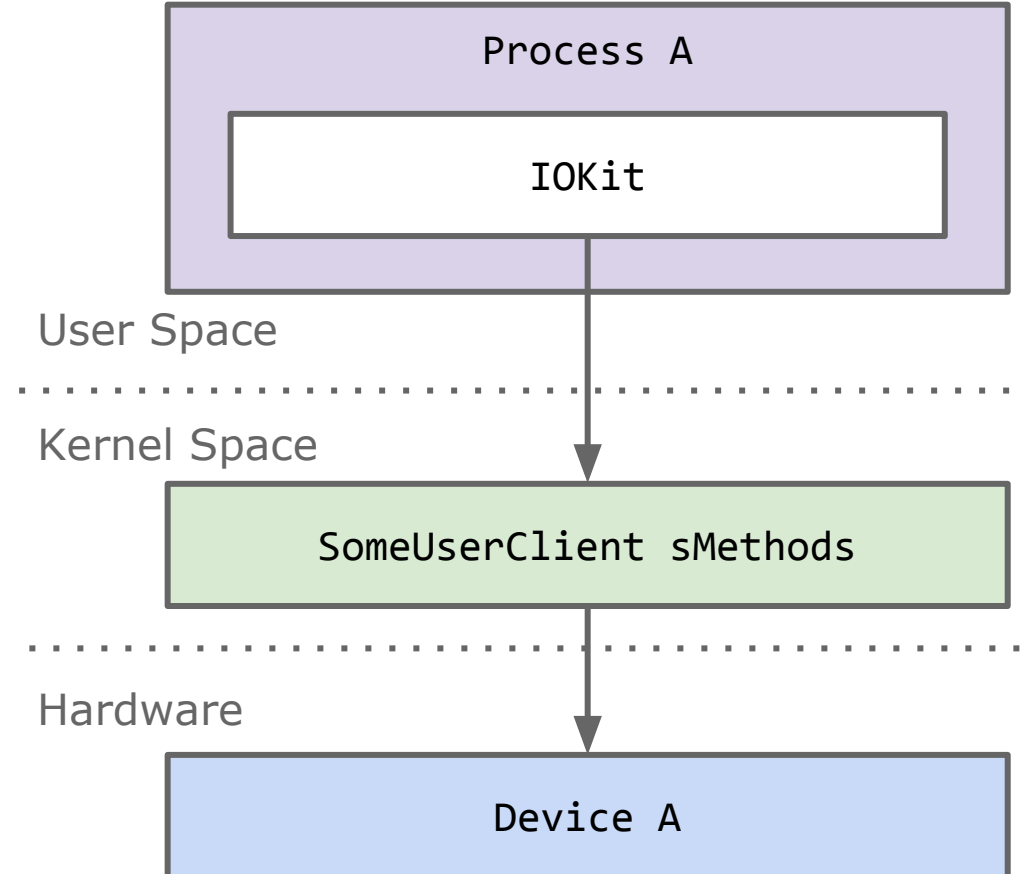 Process A
IOKit
User Space
Kernel Space
SomeUserClient sMethods
Hardware
Device A